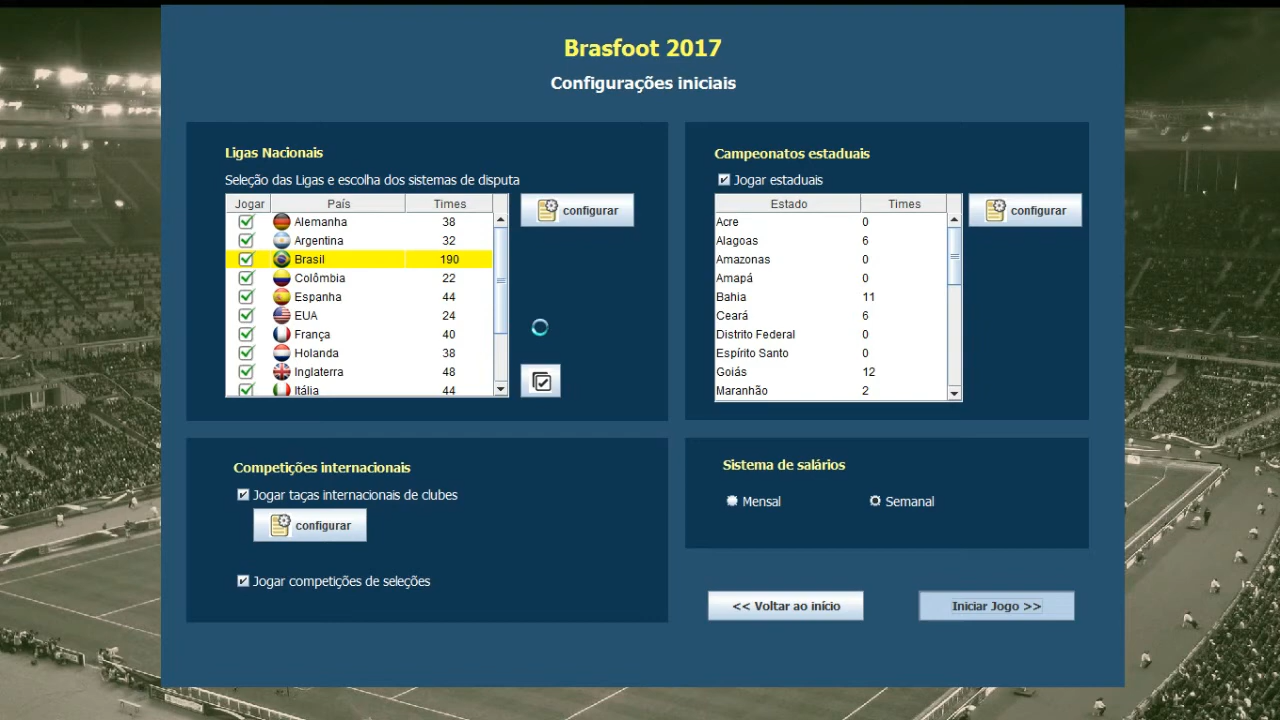 Brasfoot 2017
Configurações iniciais
Ligas Nacionais
Seleção das Ligas e escolha dos sistemas de disputa
Jogar País Times
Alemanha 38
Argentina 32
Brasil 190
Colômbia 22
Espanha 44
EUA 24
França 40
Holanda 38
Inglaterra 48
Itália 44
configurar
Campeonatos estaduais
Jogar estaduais
Estado Times
Acre 0
Alagoas 6
Amazonas 0
Amapá 0
Bahia 11
Ceará 6
Distrito Federal 0
Espírito Santo 0
Goiás 12
Maranhão 2
configurar
Competições internacionais
Jogar taças internacionais de clubes
configurar
Jogar competições de seleções
Sistema de salários
Mensal Semanal
<< Voltar ao início
Iniciar Jogo >>